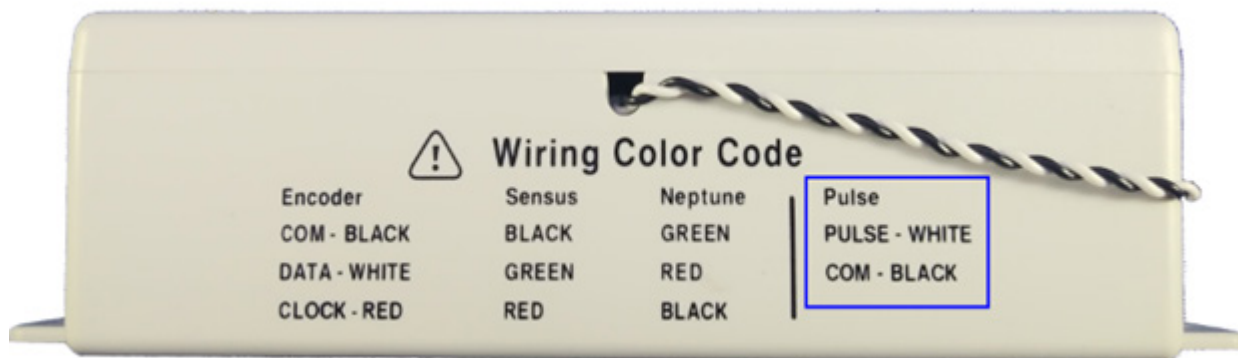 Wiring Color Code
Encoder Sensus Neptune Pulse
COM - BLACK BLACK GREEN PULSE - WHITE
DATA - WHITE GREEN RED COM - BLACK
CLOCK - RED RED BLACK